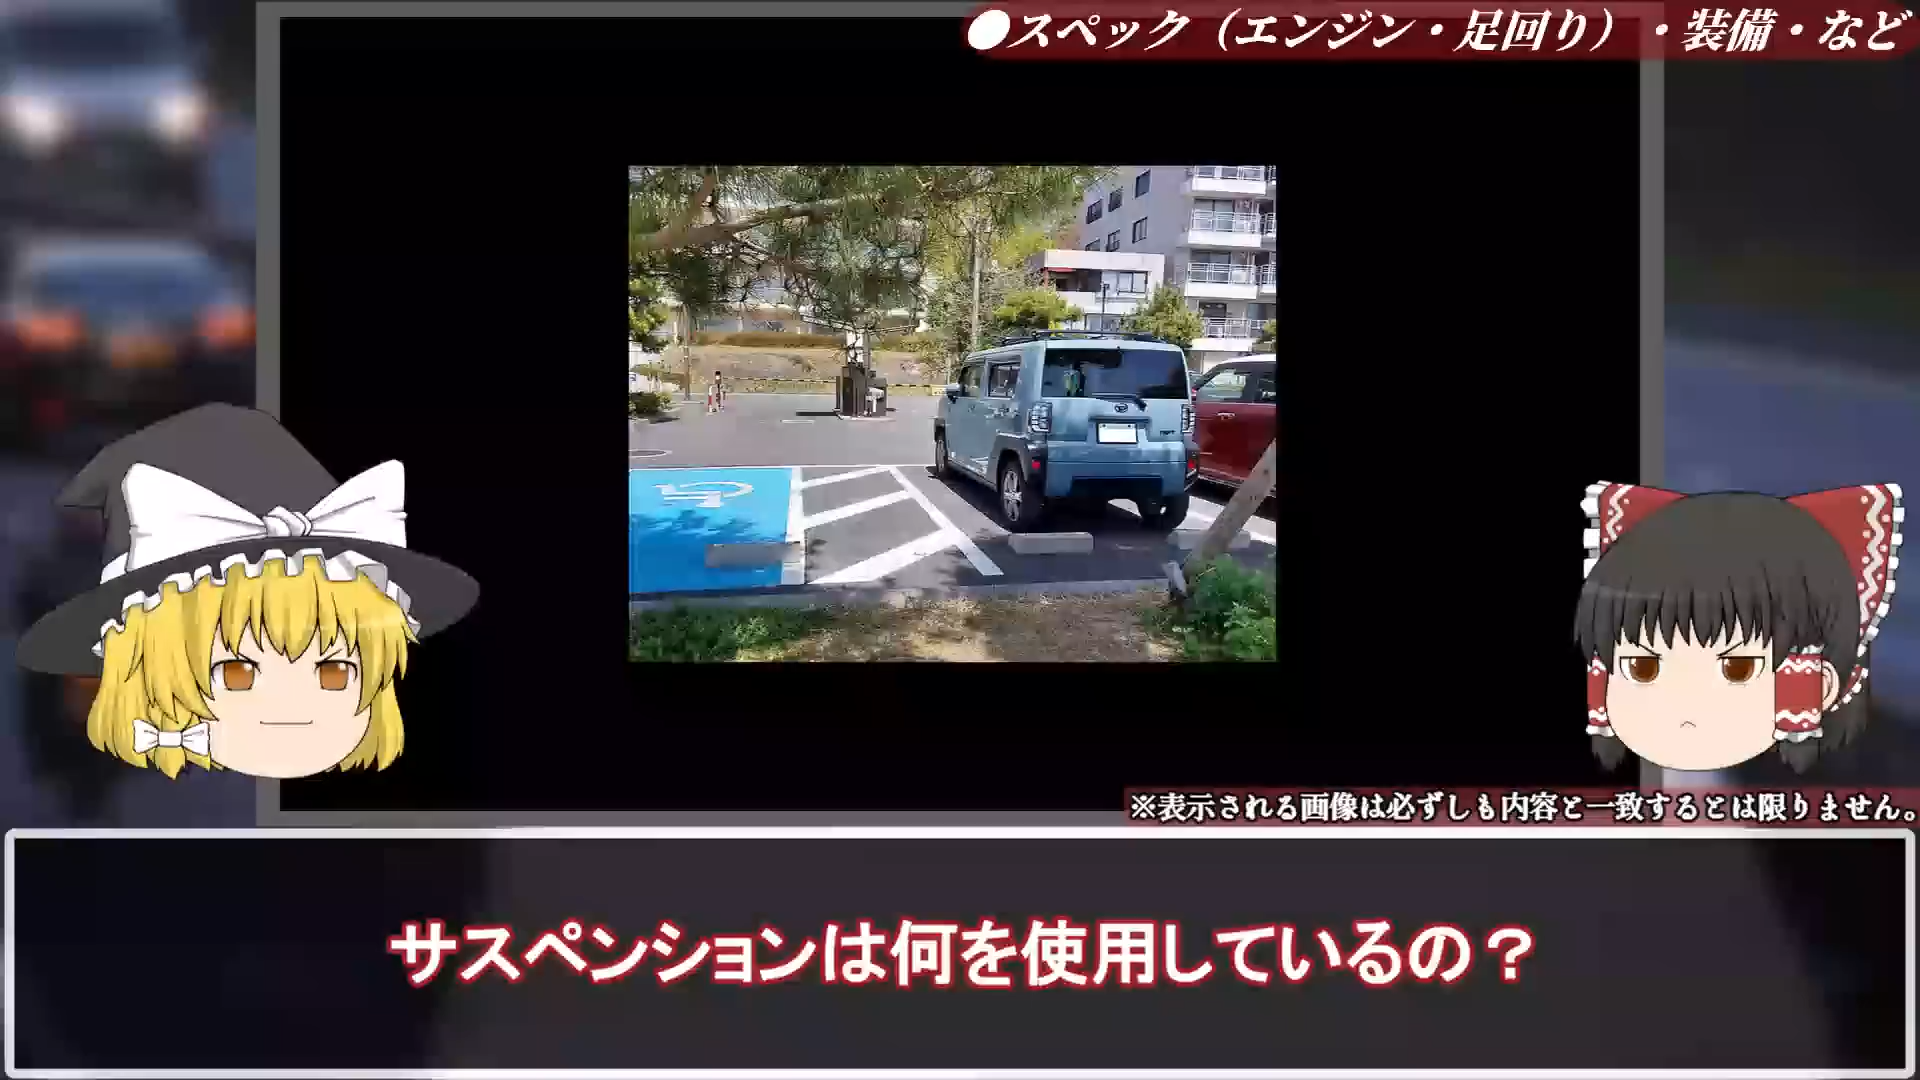 ●スペック（エンジン・足回り）・装備・など
※表示される画像は必ずしも内容と一致するとは限りません。
サスペンションは何を使用しているの？